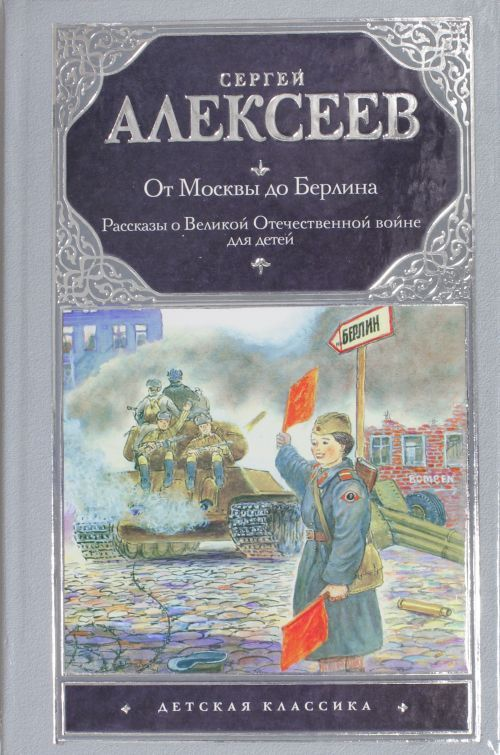 СЕРГЕЙ
АЛЕКСЕЕВ
От Москвы до Берлина
Рассказы о Великой Отечественной войне
для детей
БЕРЛИН
ДЕТСКАЯ КЛАССИКА